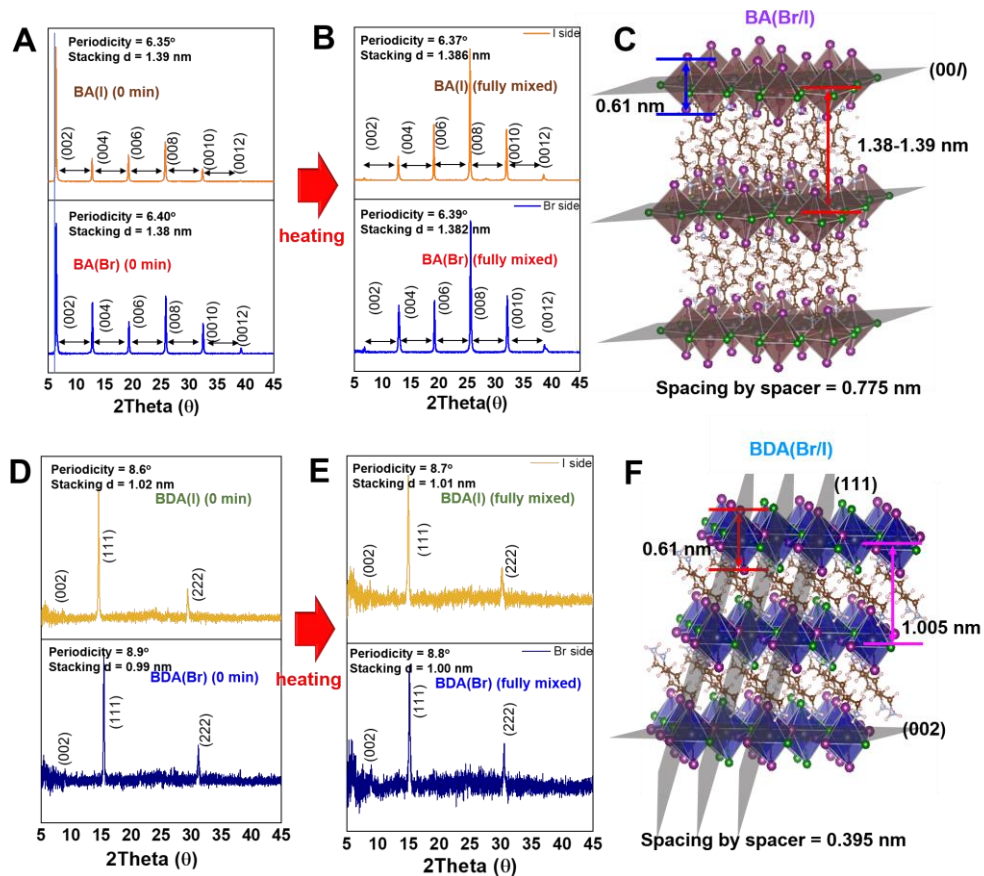 A
Periodicity = 6.35°
Stacking d = 1.39 nm
BA(I) (0 min)
(002)
(004)
(006)
(008)
(0010)
(0012)
Periodicity = 6.40°
Stacking d = 1.38 nm
BA(Br) (0 min)
(002)
(004)
(006)
(008)
(0010)
(0012)
5 10 15 20 25 30 35 40 45
2Theta (θ)
heating
B
Periodicity = 6.37°
Stacking d = 1.386 nm
I side
BA(I) (fully mixed)
(002)
(004)
(006)
(008)
(0010)
(0012)
Periodicity = 6.39°
Stacking d = 1.382 nm
Br side
BA(Br) (fully mixed)
(002)
(004)
(006)
(008)
(0010)
(0012)
5 10 15 20 25 30 35 40 45
2Theta(θ)
C
BA(Br/I)
(00l)
0.61 nm
1.38-1.39 nm
Spacing by spacer = 0.775 nm
D
Periodicity = 8.6°
Stacking d = 1.02 nm
BDA(I) (0 min)
(002)
(111)
(222)
Periodicity = 8.9°
Stacking d = 0.99 nm
BDA(Br) (0 min)
(002)
(111)
(222)
5 10 15 20 25 30 35 40 45
2Theta (θ)
heating
E
Periodicity = 8.7°
Stacking d = 1.01 nm
I side
BDA(I) (fully mixed)
(002)
(111)
(222)
Periodicity = 8.8°
Stacking d = 1.00 nm
Br side
BDA(Br) (fully mixed)
(002)
(111)
(222)
5 10 15 20 25 30 35 40 45
2Theta (θ)
F
BDA(Br/I)
(111)
0.61 nm
1.005 nm
(002)
Spacing by spacer = 0.395 nm